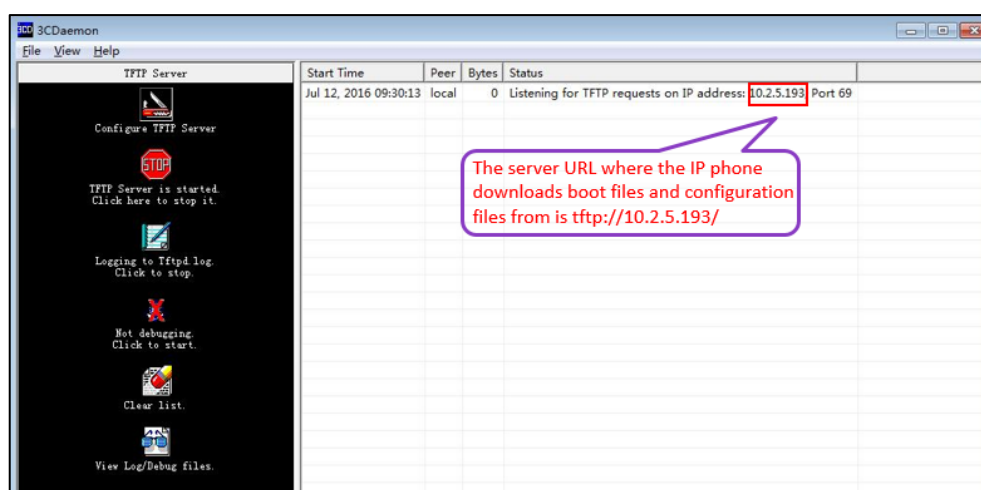 3CD 3CDaemon
File View Help
TFTP Server
Start Time Peer Bytes Status
Jul 12, 2016 09:30:13 local 0 Listening for TFTP requests on IP address: 10.2.5.193, Port 69
Configure TFTP Server
STOP
TFTP Server is started.
Click here to stop it.
Logging to Tftpd.log.
Click to stop.
Not debugging.
Click to start.
Clear list.
View Log/Debug files.
The server URL where the IP phone
downloads boot files and configuration
files from is tftp://10.2.5.193/